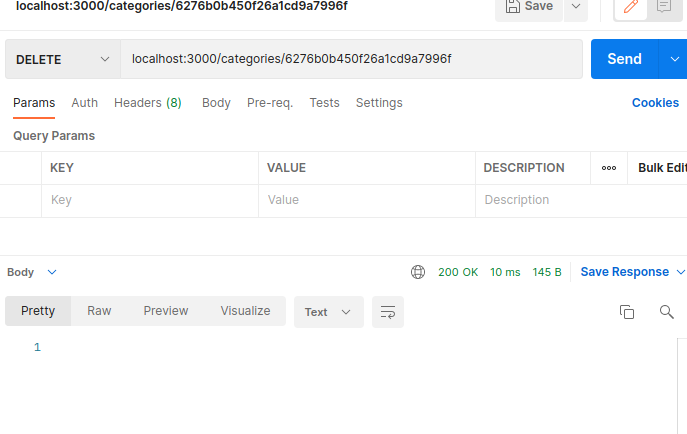 localhost:3000/categories/6276b0b450f26a1cd9a7996f
Save
DELETE
localhost:3000/categories/6276b0b450f26a1cd9a7996f
Send
Params Auth Headers (8) Body Pre-req. Tests Settings Cookies
Query Params
KEY VALUE DESCRIPTION Bulk Edit
Key Value Description
Body 200 OK 10 ms 145 B Save Response
Pretty Raw Preview Visualize Text
1